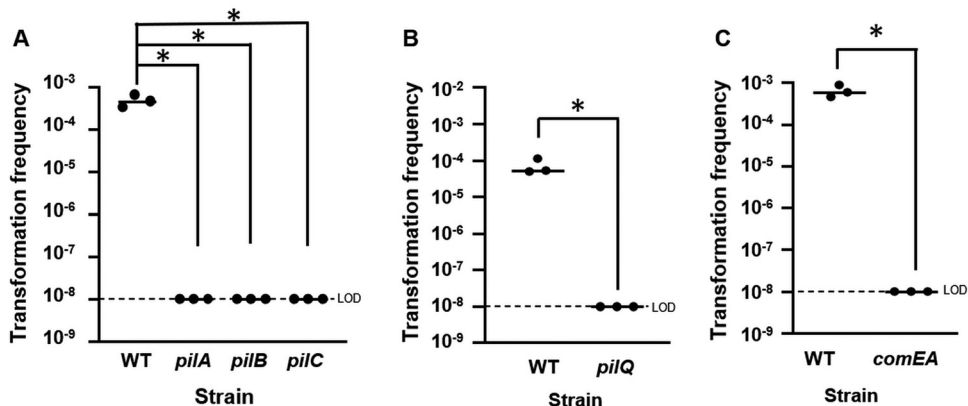 A
*
*
*
Transformation frequency
10-3
10-4
10-5
10-6
10-7
10-8
10-9
LOD
WT pilA pilB pilC
Strain
B
*
Transformation frequency
10-2
10-3
10-4
10-5
10-6
10-7
10-8
10-9
LOD
WT pilQ
Strain
C
*
Transformation frequency
10-3
10-4
10-5
10-6
10-7
10-8
10-9
LOD
WT comEA
Strain